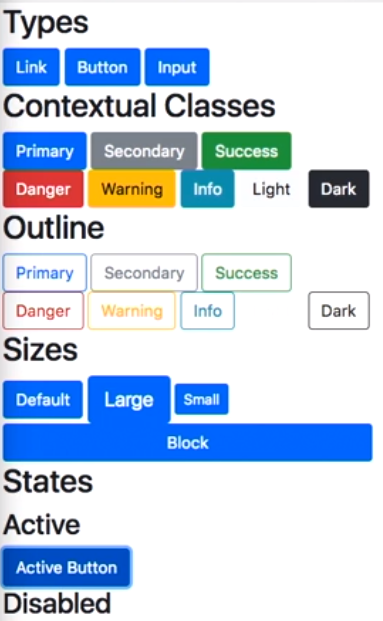 Types
Link Button Input
Contextual Classes
Primary Secondary Success
Danger Warning Info Light Dark
Outline
Primary Secondary Success
Danger Warning Info Dark
Sizes
Default Large Small
Block
States
Active
Active Button
Disabled